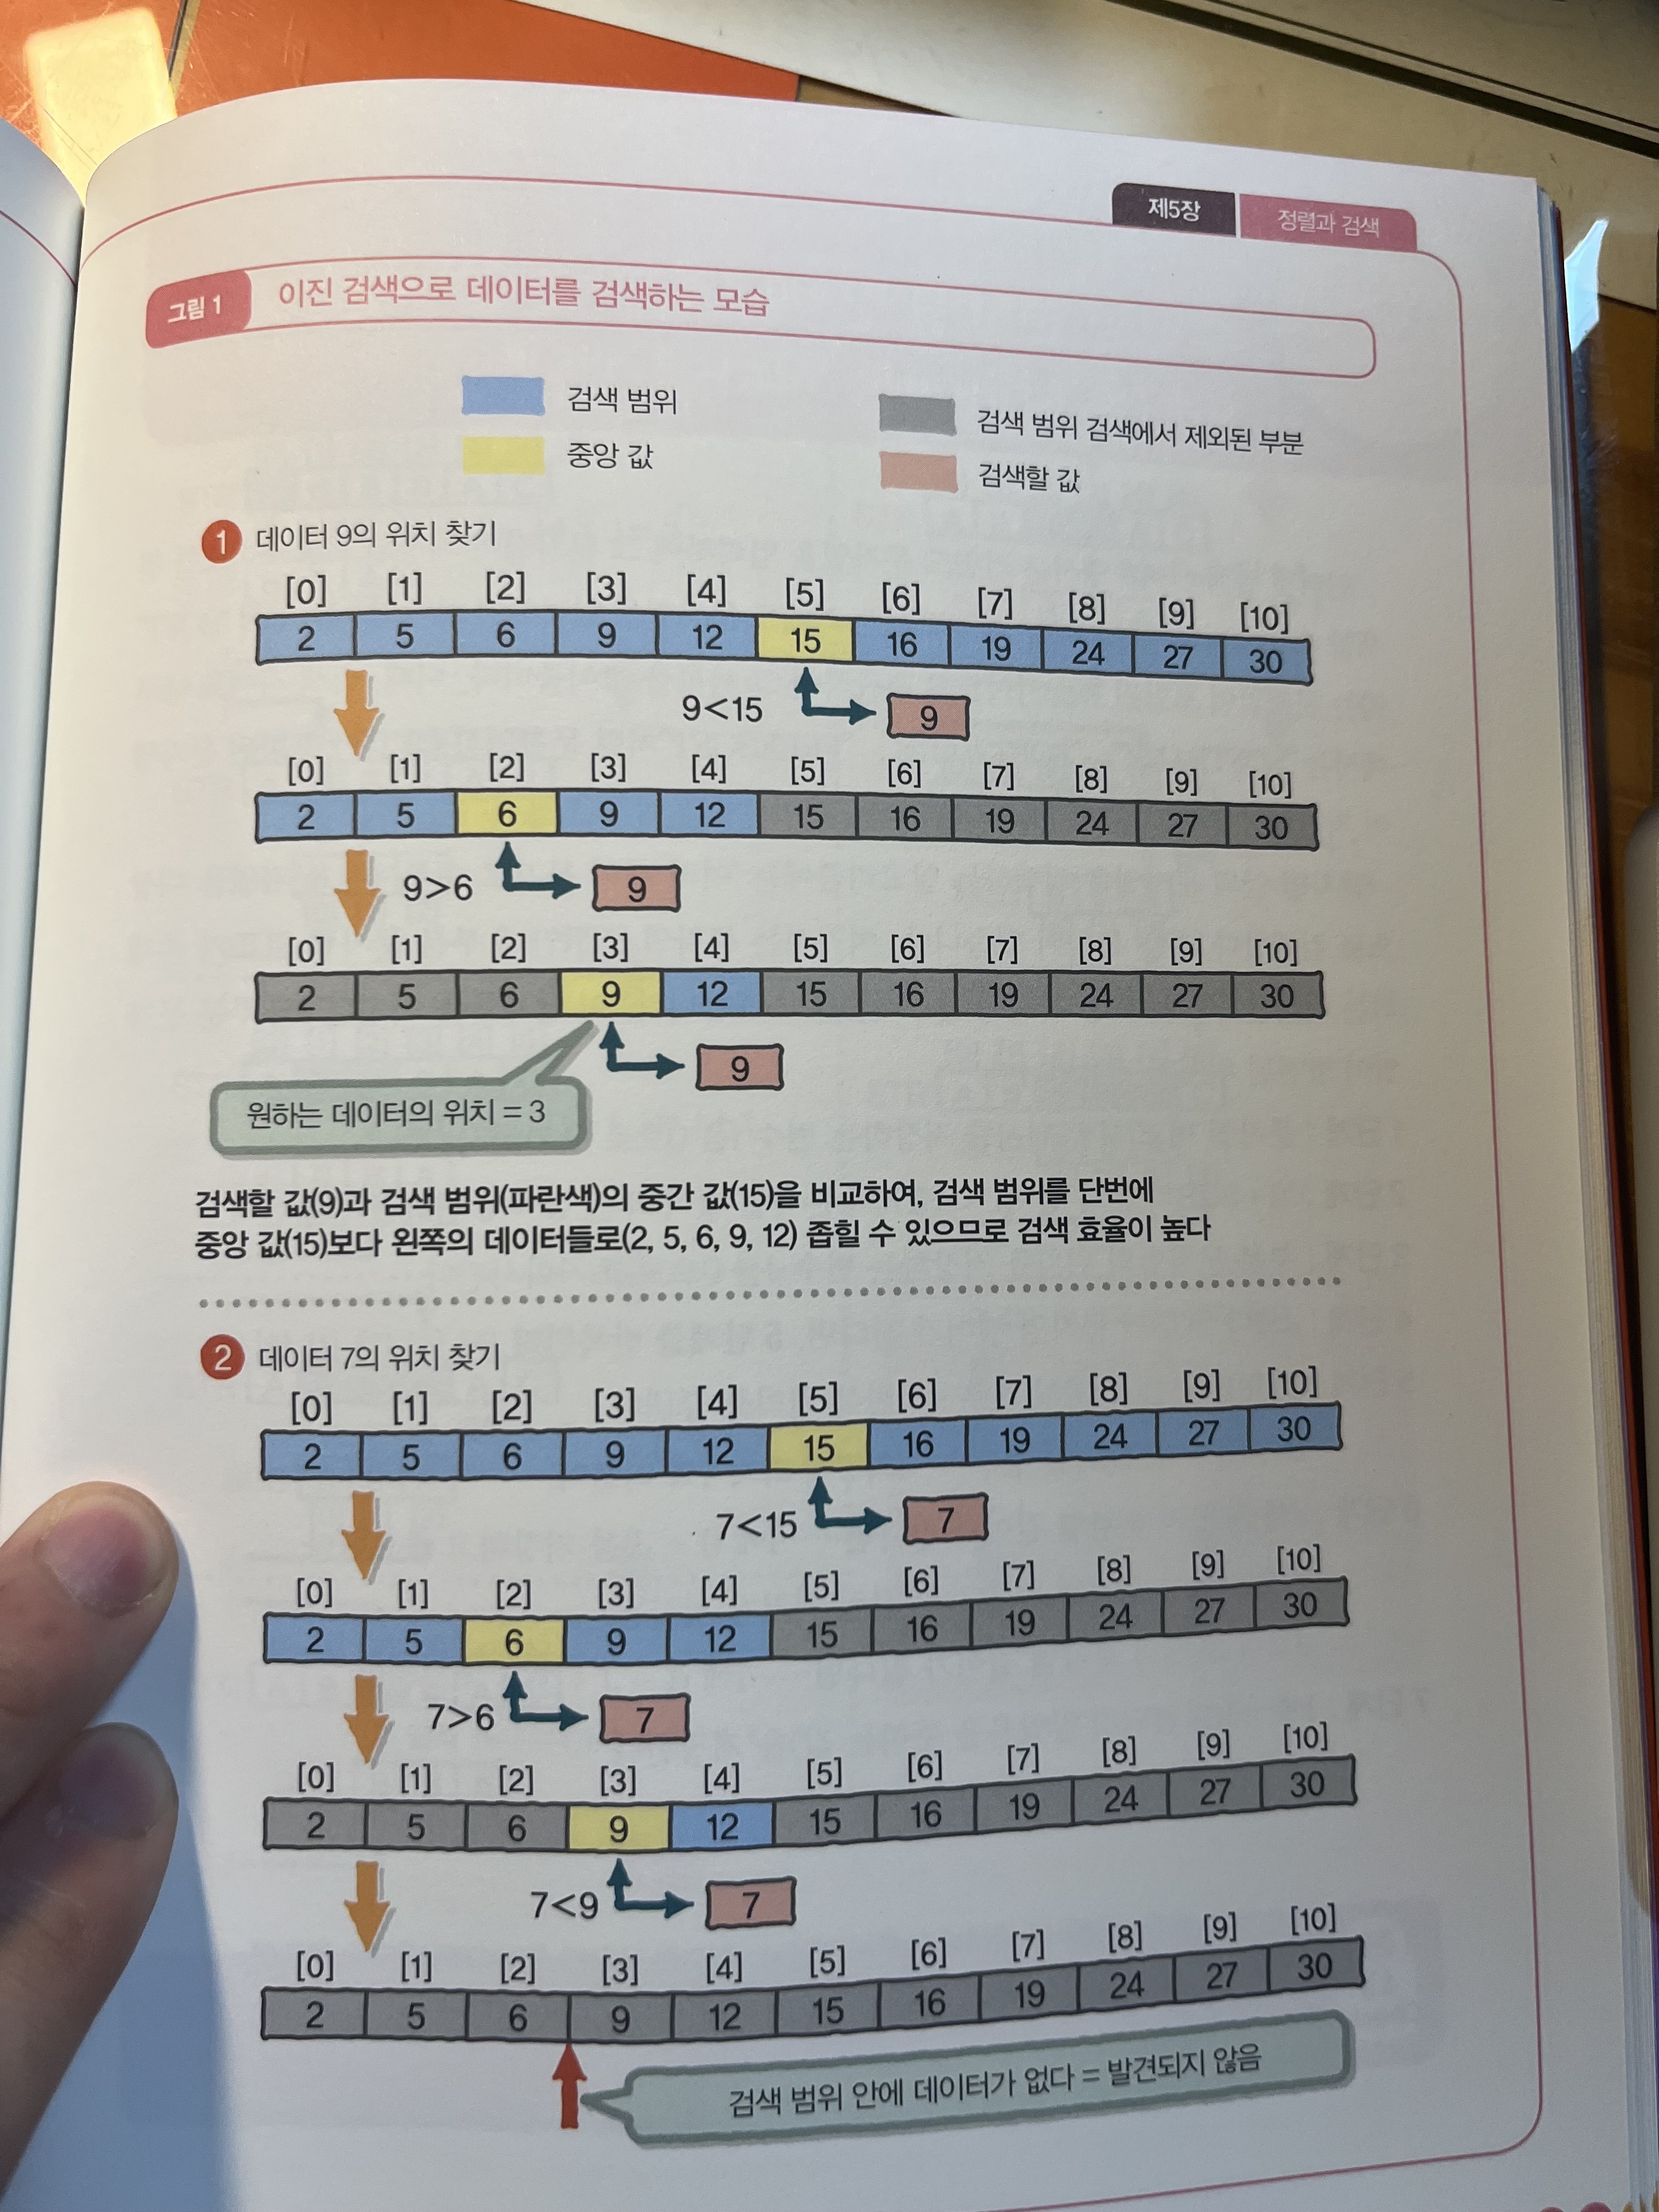 제5장 정렬과 검색
그림 1 이진 검색으로 데이터를 검색하는 모습
검색 범위
검색 범위 검색에서 제외된 부분
중앙 값
검색할 값
1 데이터 9의 위치 찾기
[0] [1] [2] [3] [4] [5] [6] [7] [8] [9] [10]
2 5 6 9 12 15 16 19 24 27 30
9<15 9
[0] [1] [2] [3] [4] [5] [6] [7] [8] [9] [10]
2 5 6 9 12 15 16 19 24 27 30
9>6 9
[0] [1] [2] [3] [4] [5] [6] [7] [8] [9] [10]
2 5 6 9 12 15 16 19 24 27 30
9
원하는 데이터의 위치 = 3
검색할 값(9)과 검색 범위(파란색)의 중간 값(15)을 비교하여, 검색 범위를 단번에
중앙 값(15)보다 왼쪽의 데이터들로(2, 5, 6, 9, 12) 좁힐 수 있으므로 검색 효율이 높다
2 데이터 7의 위치 찾기
[0] [1] [2] [3] [4] [5] [6] [7] [8] [9] [10]
2 5 6 9 12 15 16 19 24 27 30
7<15 7
[0] [1] [2] [3] [4] [5] [6] [7] [8] [9] [10]
2 5 6 9 12 15 16 19 24 27 30
7>6 7
[0] [1] [2] [3] [4] [5] [6] [7] [8] [9] [10]
2 5 6 9 12 15 16 19 24 27 30
7<9 7
[0] [1] [2] [3] [4] [5] [6] [7] [8] [9] [10]
2 5 6 9 12 15 16 19 24 27 30
검색 범위 안에 데이터가 없다 = 발견되지 않음